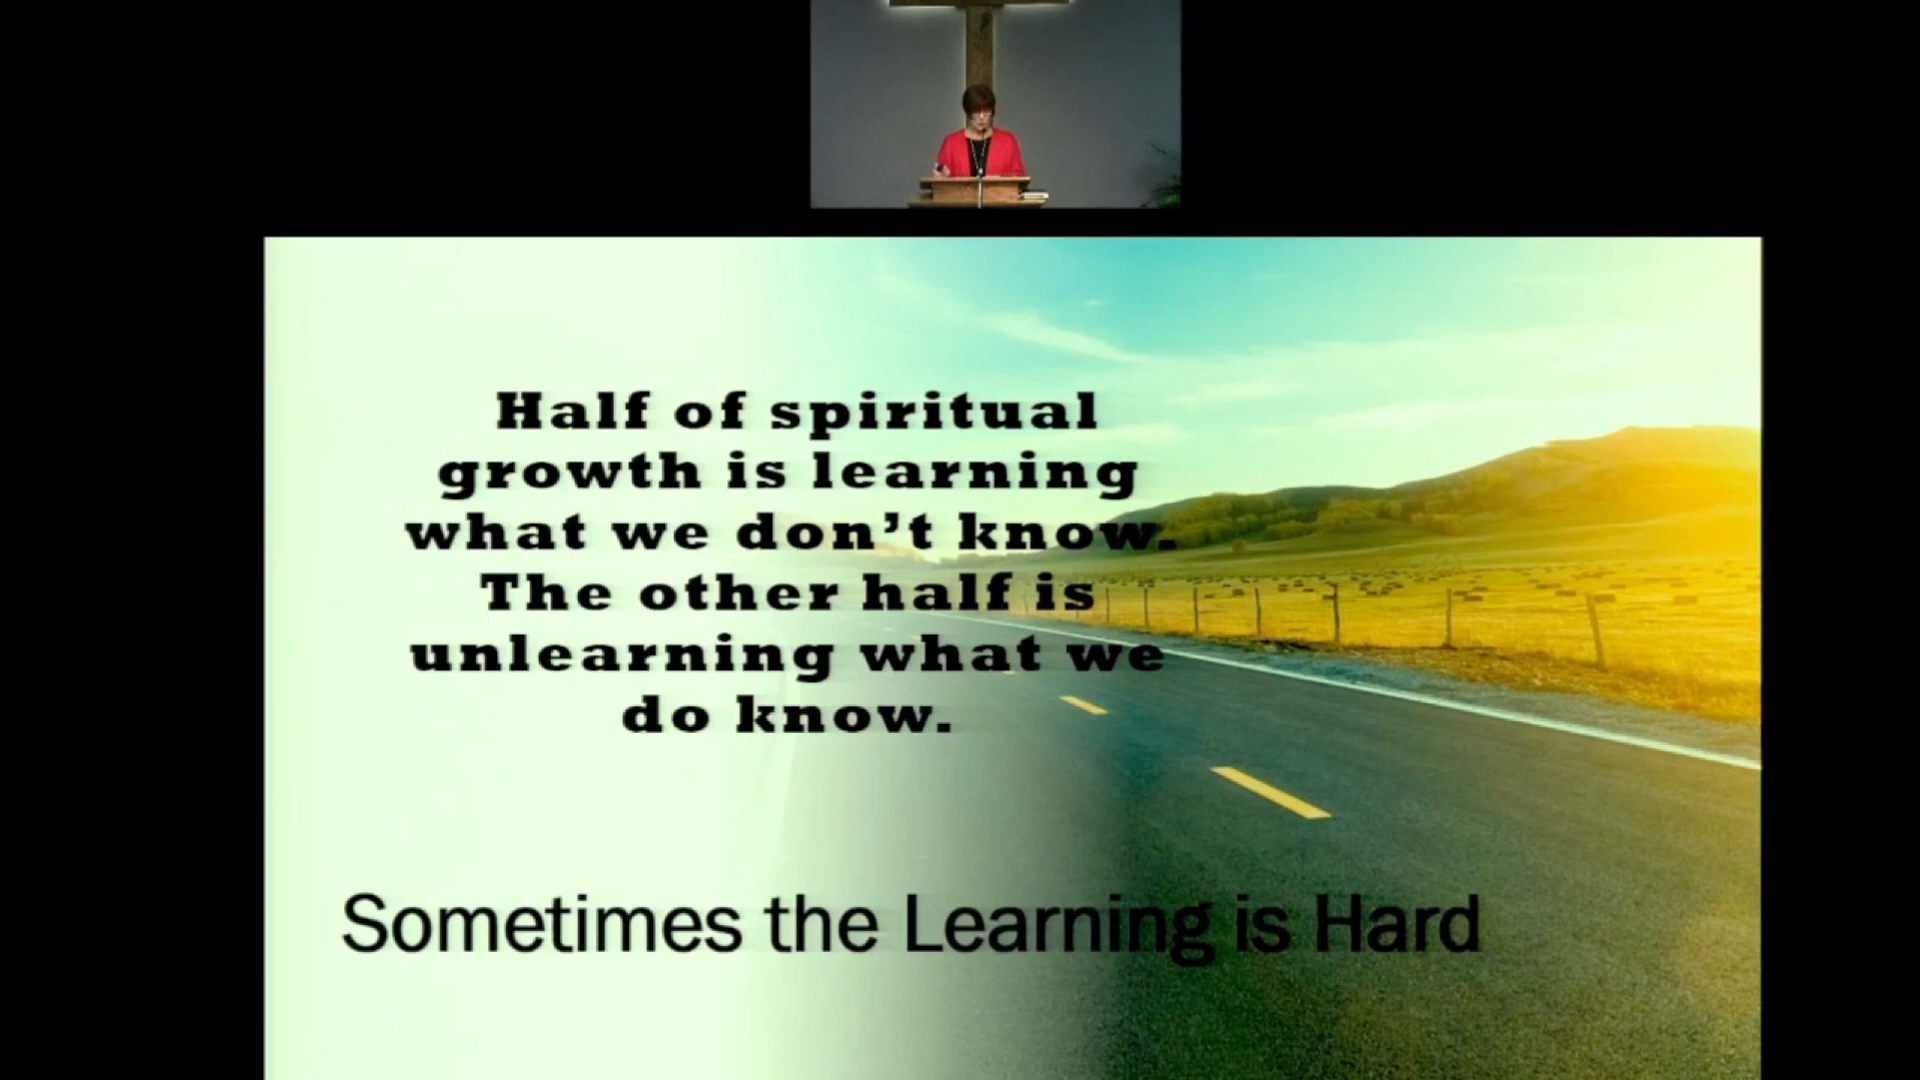 Half of spiritual
growth is learning
what we don’t know.
The other half is
unlearning what we
do know.
Sometimes the Learning is Hard